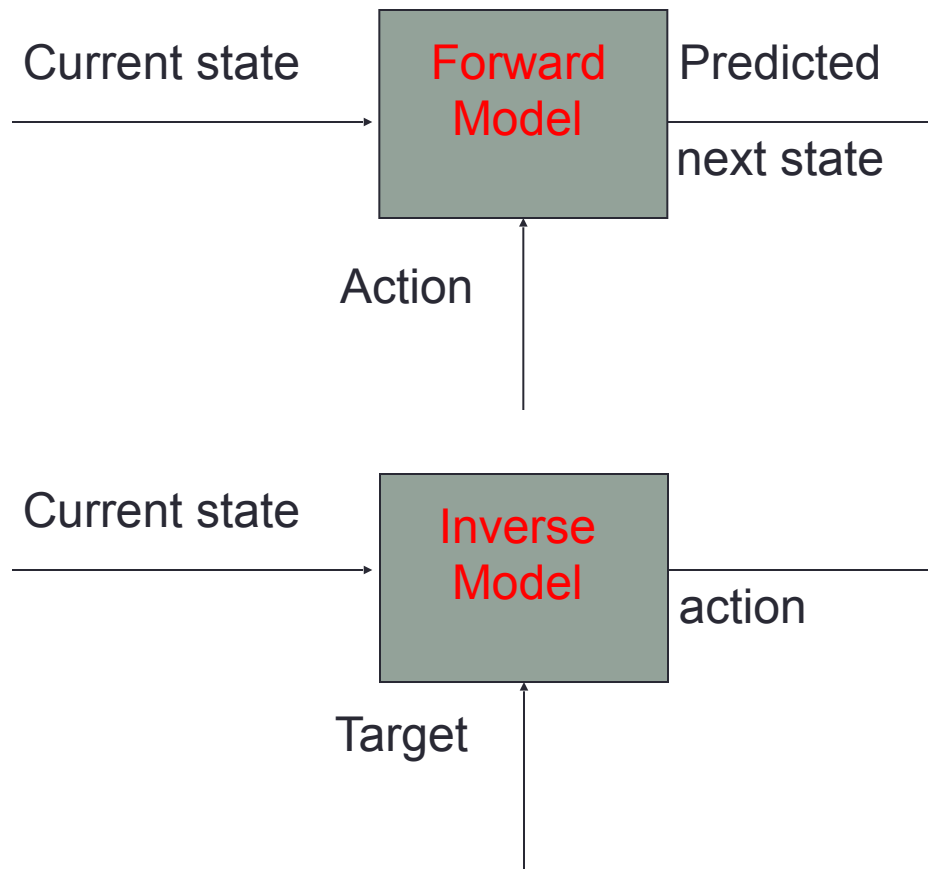 Current state
Forward
Model
Predicted
next state
Action
Current state
Inverse
Model
action
Target